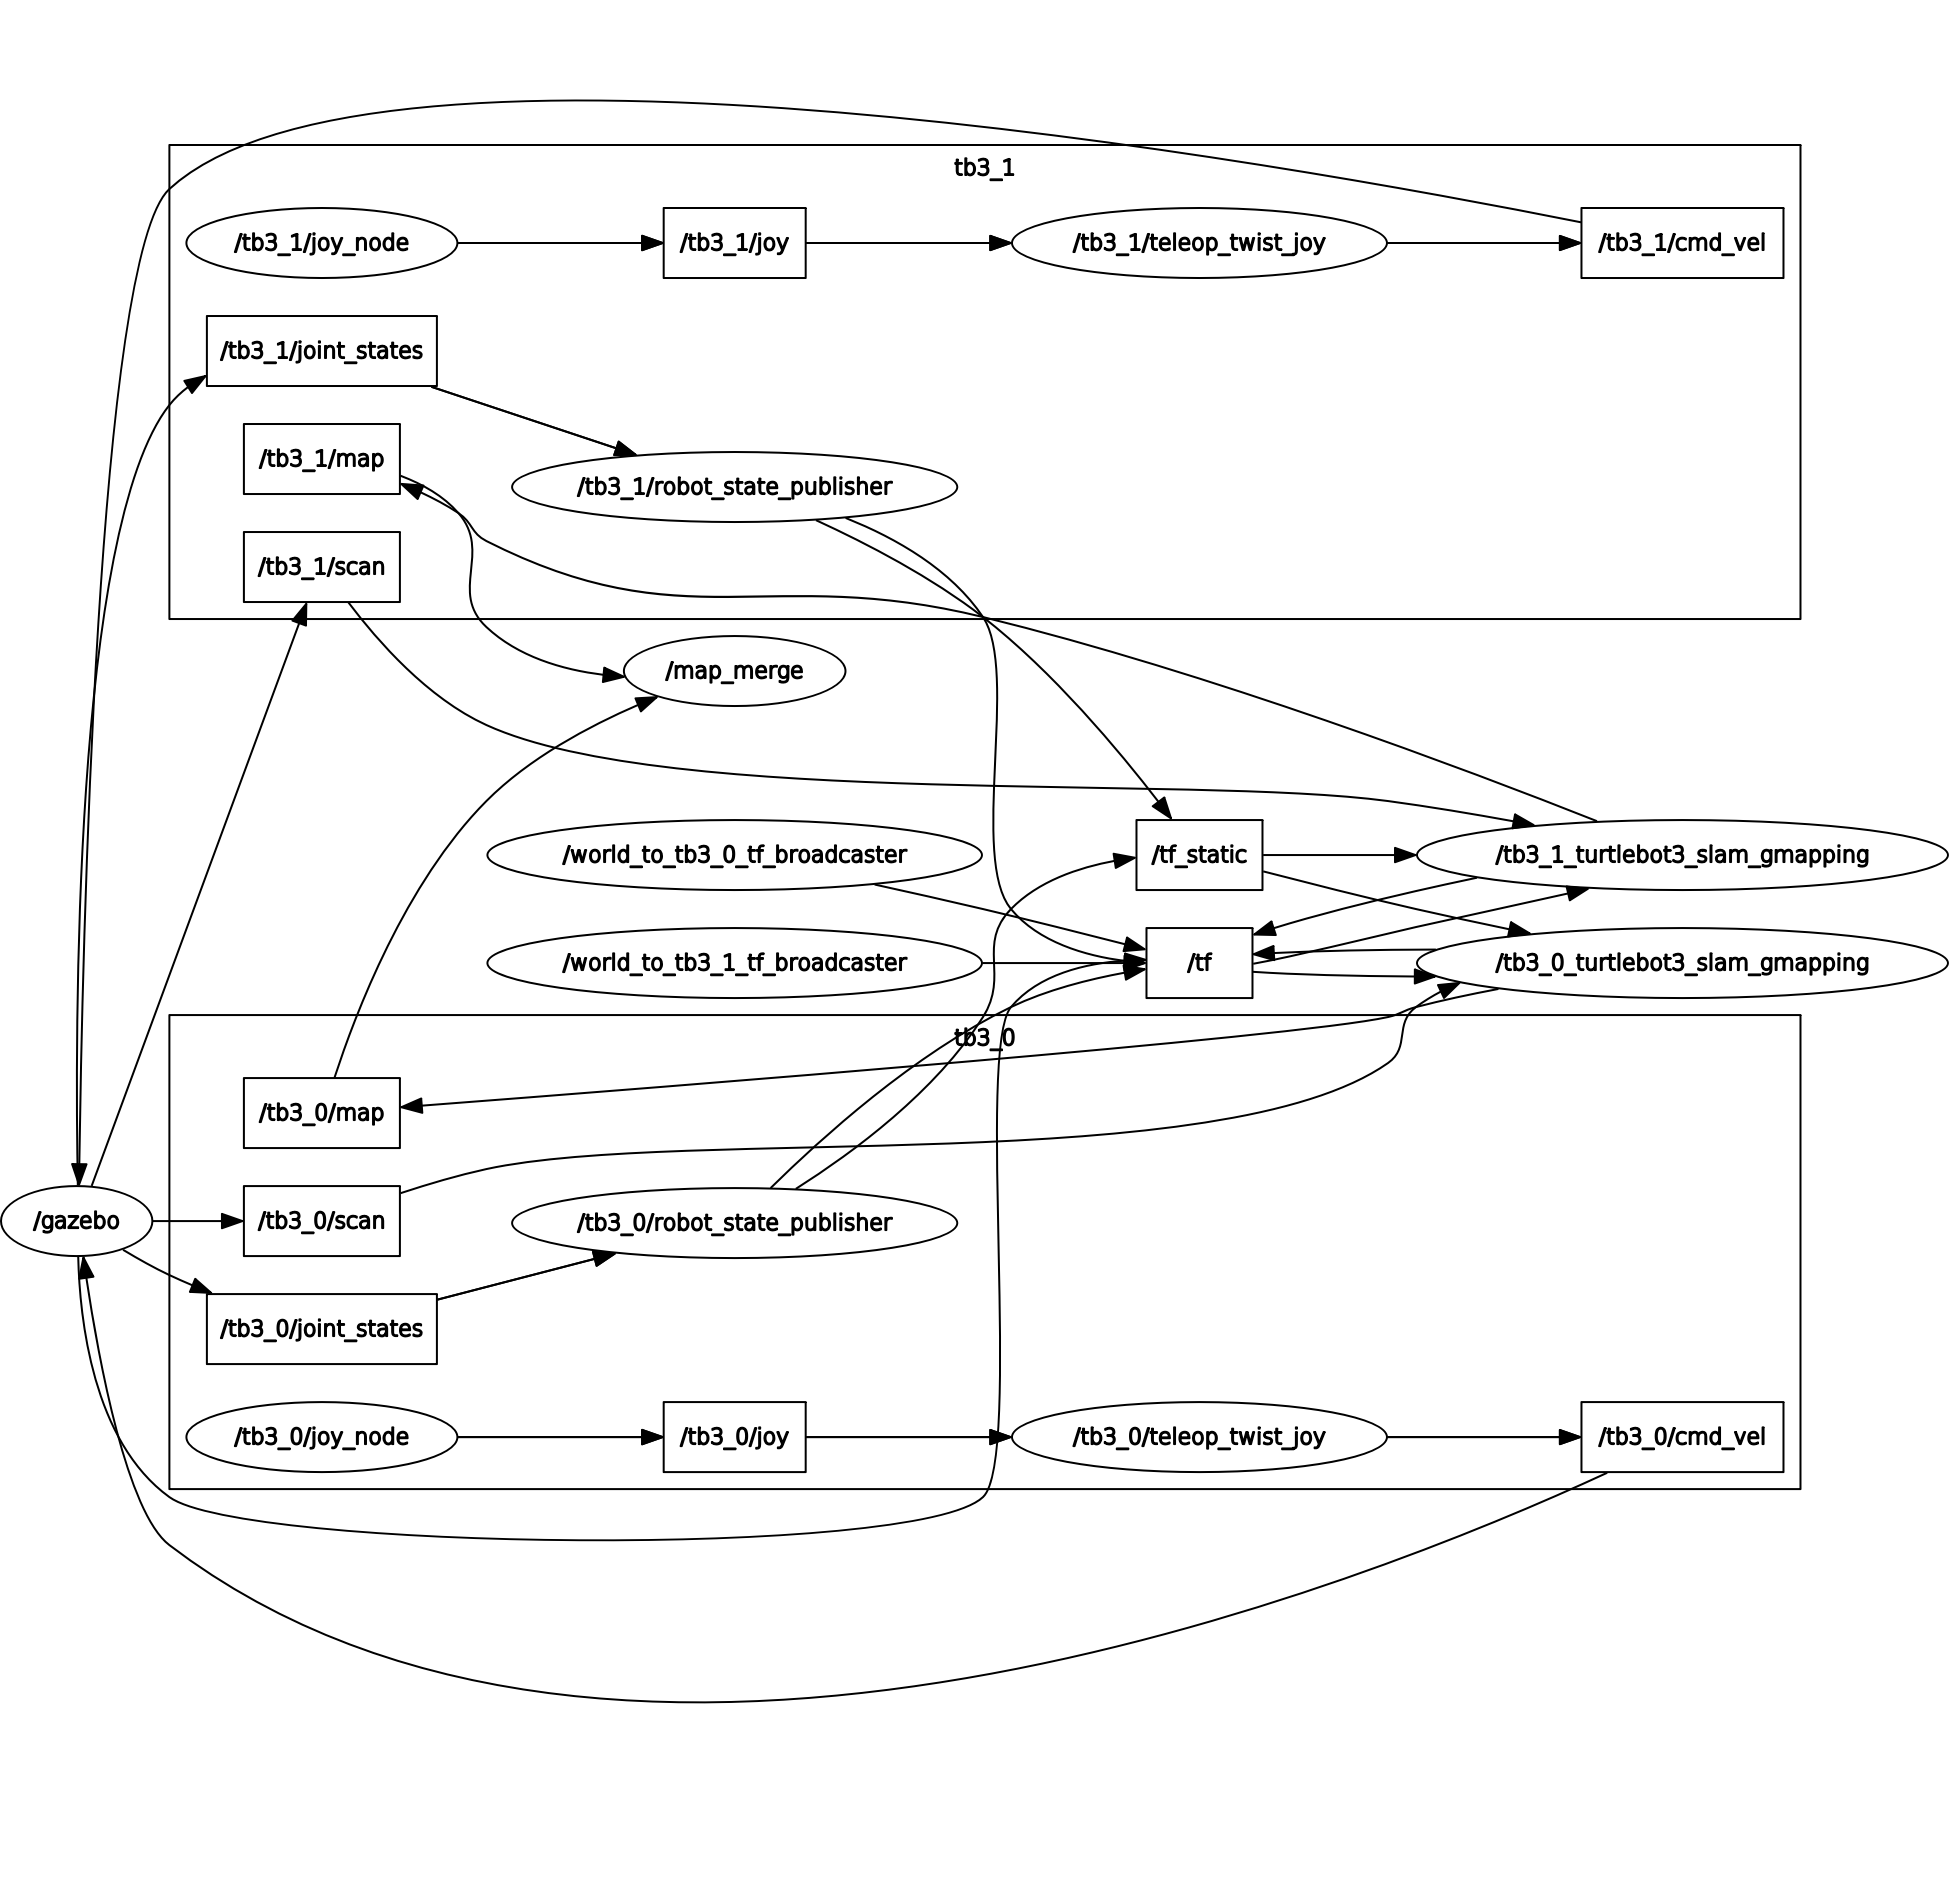 tb3_1
/tb3_1/joy_node
/tb3_1/joy
/tb3_1/teleop_twist_joy
/tb3_1/cmd_vel
/tb3_1/joint_states
/tb3_1/map
/tb3_1/robot_state_publisher
/tb3_1/scan
/map_merge
/world_to_tb3_0_tf_broadcaster
/tf_static
/tb3_1_turtlebot3_slam_gmapping
/world_to_tb3_1_tf_broadcaster
/tf
/tb3_0_turtlebot3_slam_gmapping
tb3_0
/tb3_0/map
/gazebo
/tb3_0/scan
/tb3_0/robot_state_publisher
/tb3_0/joint_states
/tb3_0/joy_node
/tb3_0/joy
/tb3_0/teleop_twist_joy
/tb3_0/cmd_vel